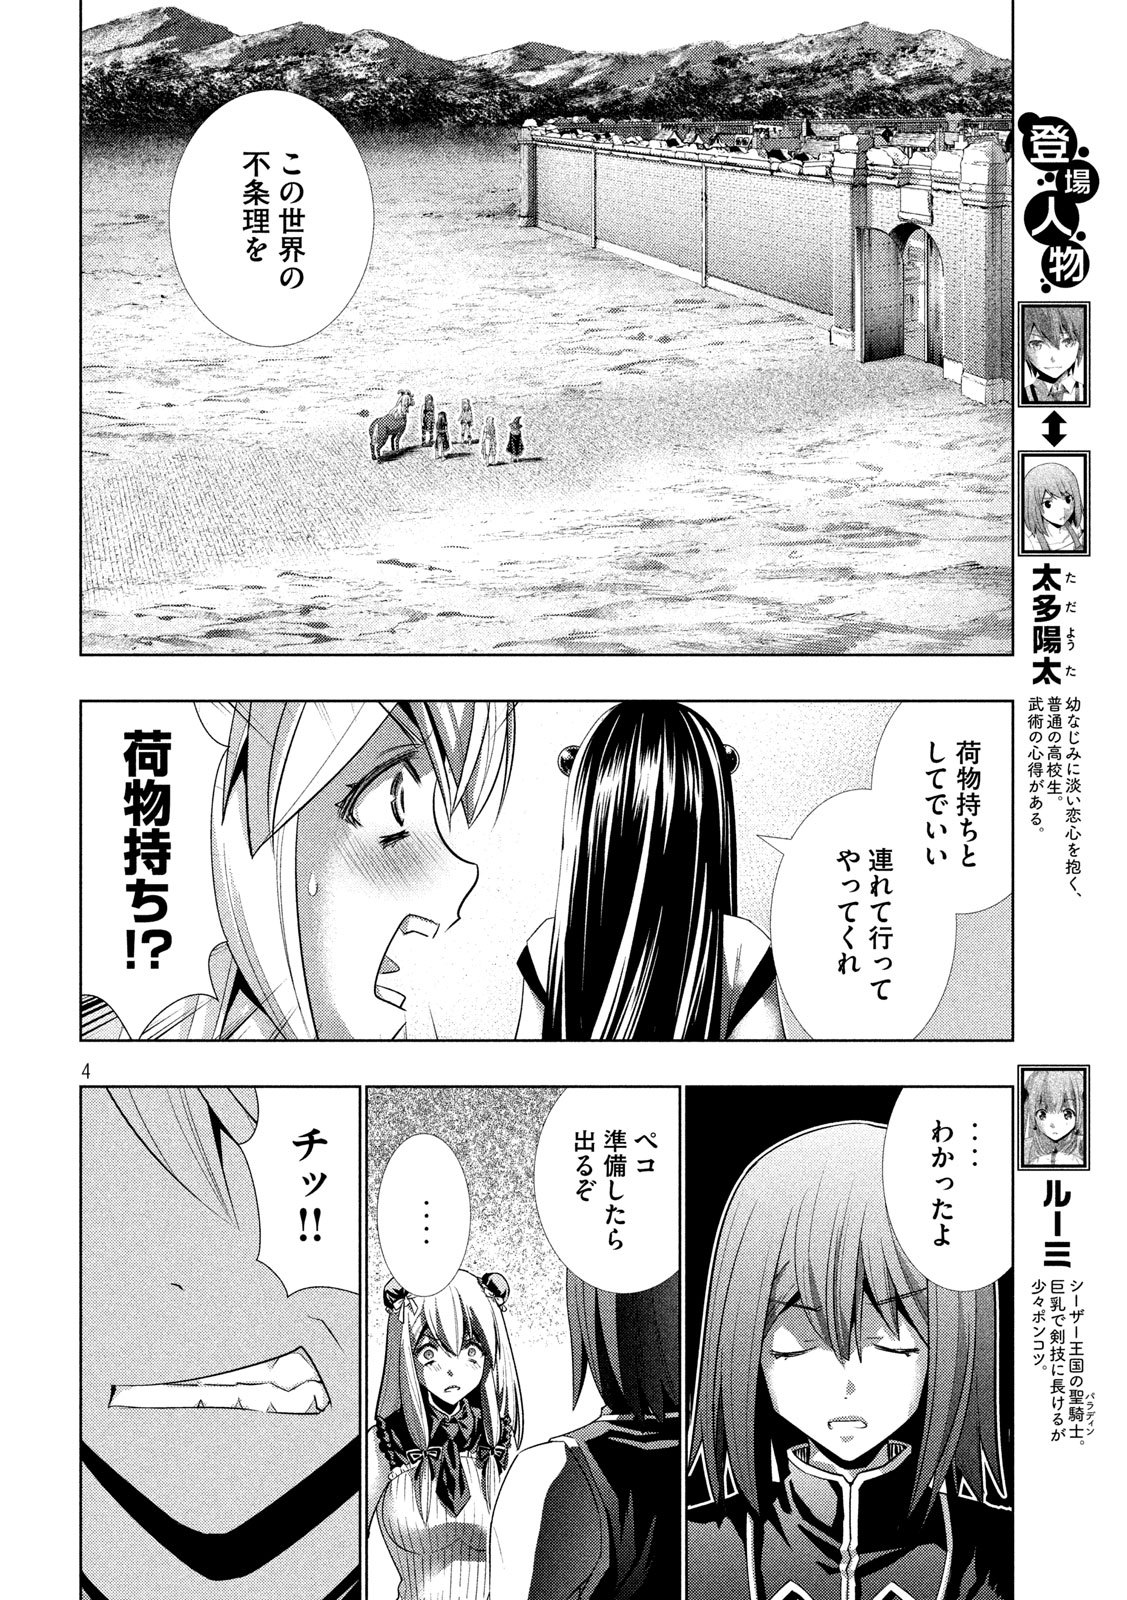 この世界の
不条理を
荷物持ちと
してでいい
連れて行って
やってくれ
荷物持ち!?
‥‥
わかったよ
ペコ
準備したら
出るぞ
‥‥
チッ!!
4
登場人物
太多陽太
ただようた
幼なじみに淡い恋心を抱く、
普通の高校生。
武術の心得がある。
ルーミ
シーザー王国の聖騎士。
パラディン
巨乳で剣技に長けるが
少々ポンコツ。